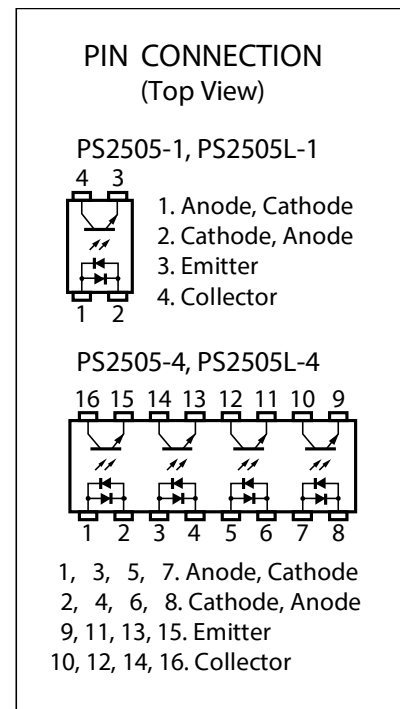 PIN CONNECTION
(Top View)
PS2505-1, PS2505L-1
4 3
1. Anode, Cathode
2. Cathode, Anode
3. Emitter
4. Collector
1 2
PS2505-4, PS2505L-4
16 15 14 13 12 11 10 9
1 2 3 4 5 6 7 8
1, 3, 5, 7. Anode, Cathode
2, 4, 6, 8. Cathode, Anode
9, 11, 13, 15. Emitter
10, 12, 14, 16. Collector